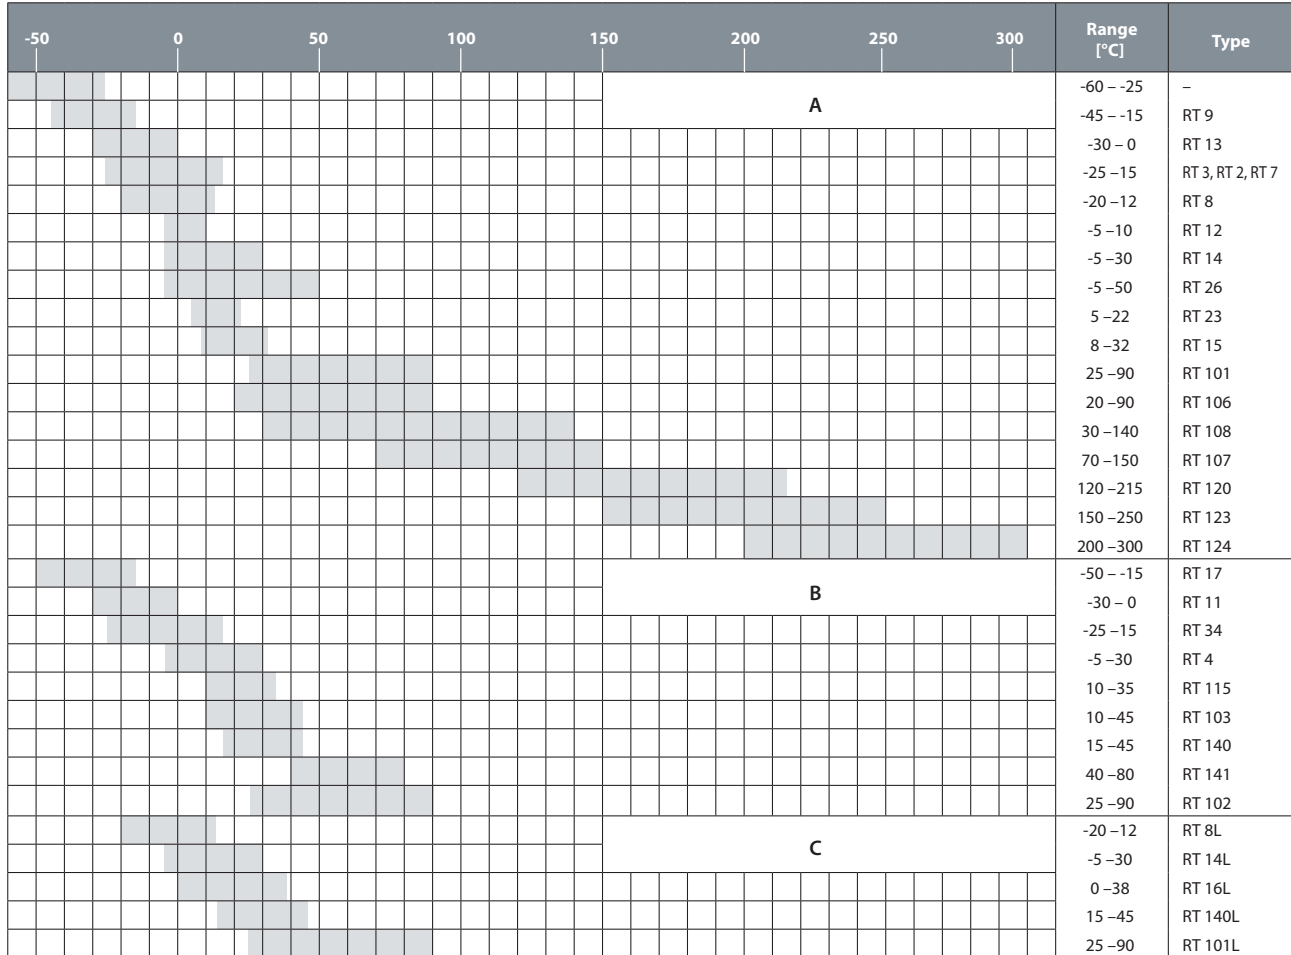 -50 0 50 100 150 200 250 300 Range [°C] Type
A
-60 – -25 –
-45 – -15 RT 9
-30 – 0 RT 13
-25 –15 RT 3, RT 2, RT 7
-20 –12 RT 8
-5 –10 RT 12
-5 –30 RT 14
-5 –50 RT 26
5 –22 RT 23
8 –32 RT 15
25 –90 RT 101
20 –90 RT 106
30 –140 RT 108
70 –150 RT 107
120 –215 RT 120
150 –250 RT 123
200 –300 RT 124
B
-50 – -15 RT 17
-30 – 0 RT 11
-25 –15 RT 34
-5 –30 RT 4
10 –35 RT 115
10 –45 RT 103
15 –45 RT 140
40 –80 RT 141
25 –90 RT 102
C
-20 –12 RT 8L
-5 –30 RT 14L
0 –38 RT 16L
15 –45 RT 140L
25 –90 RT 101L